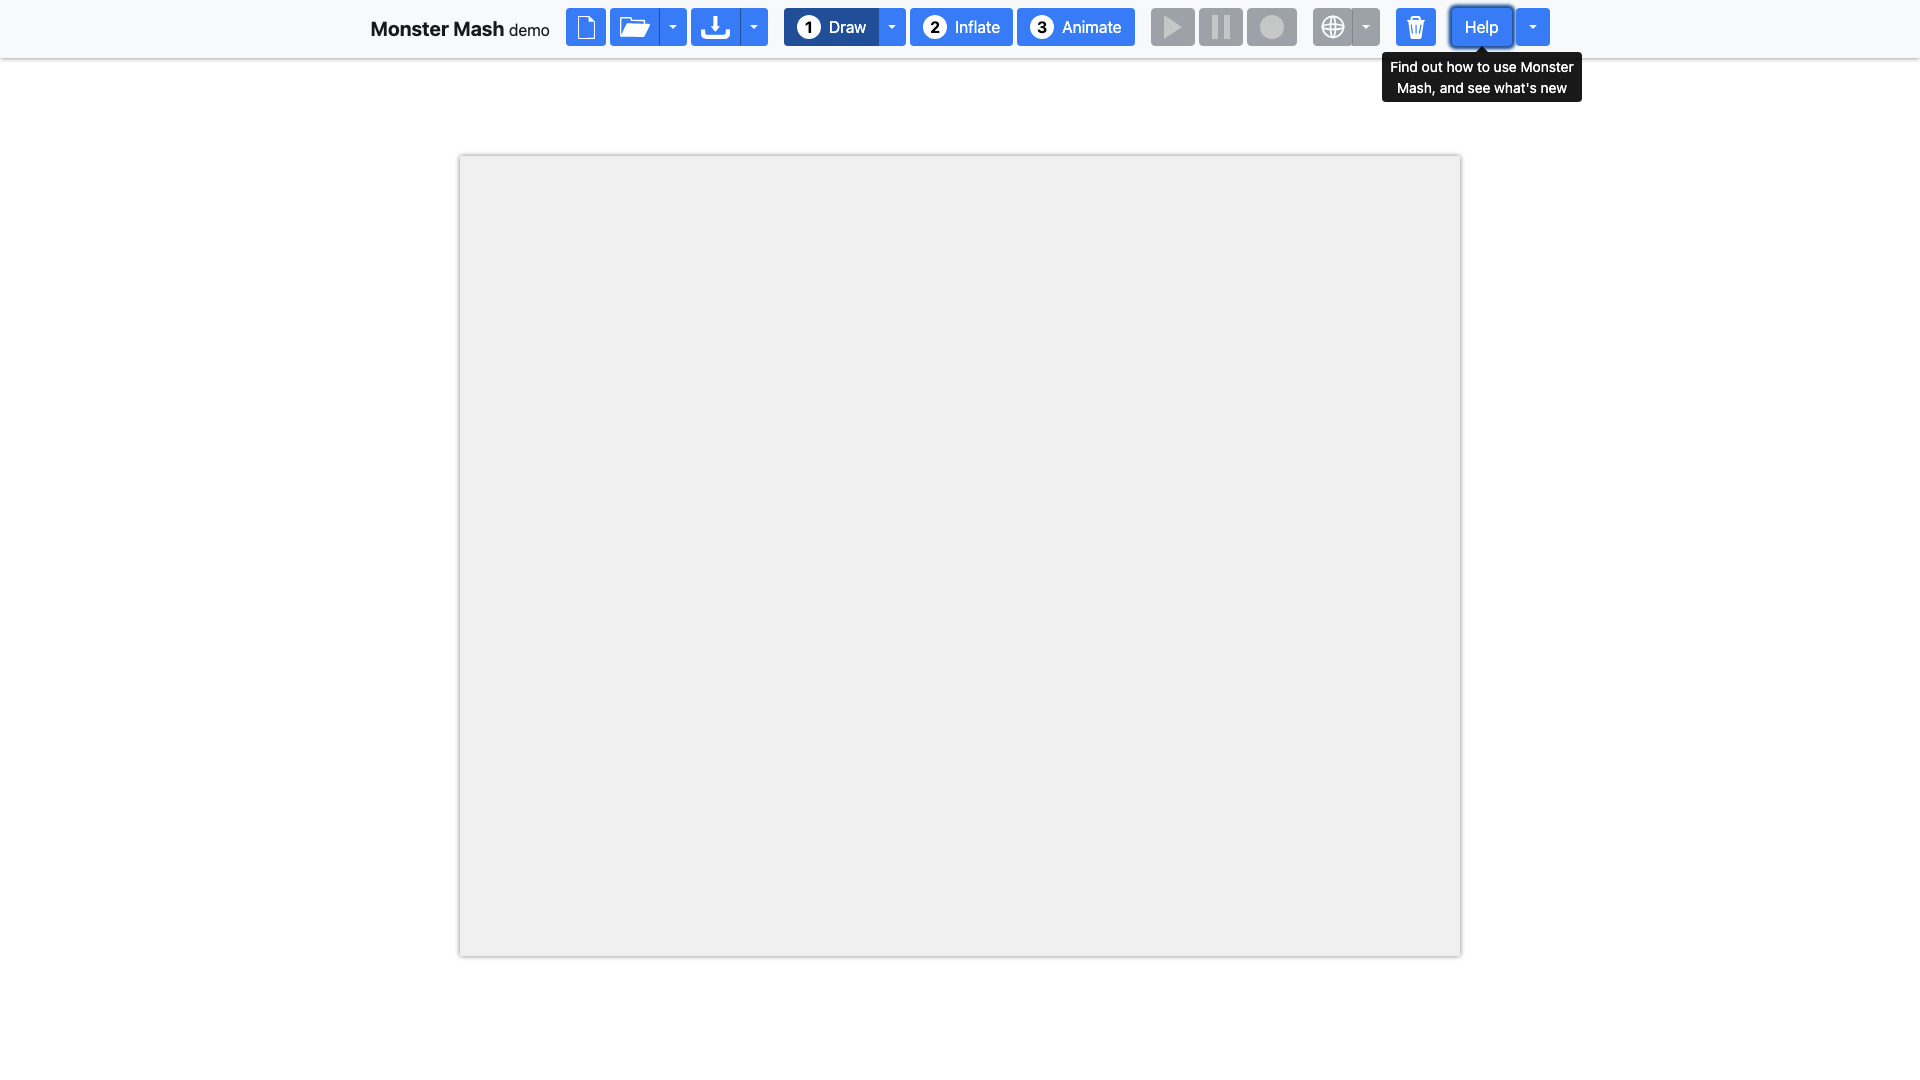 Monster Mash demo
1 Draw
2 Inflate
3 Animate
Help
Find out how to use Monster
Mash, and see what's new